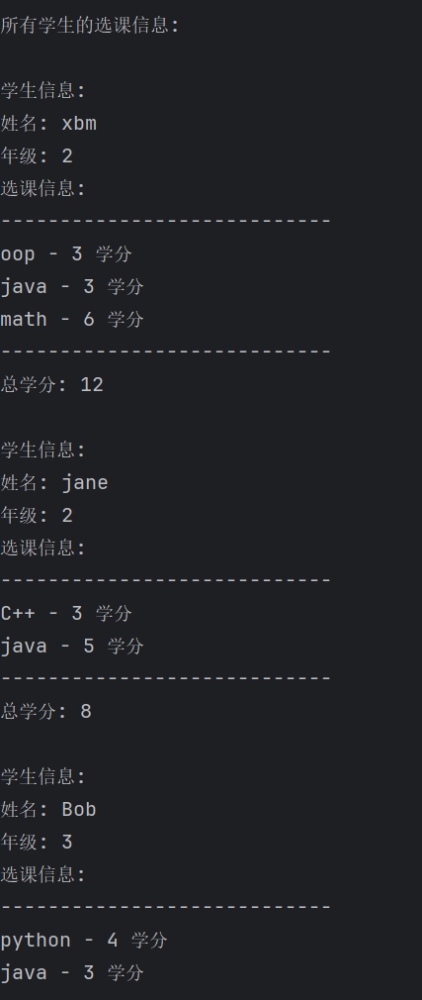 所有学生的选课信息:
学生信息:
姓名: xbm
年级: 2
选课信息:
----------------------------
oop - 3 学分
java - 3 学分
math - 6 学分
----------------------------
总学分: 12
学生信息:
姓名: jane
年级: 2
选课信息:
----------------------------
C++ - 3 学分
java - 5 学分
----------------------------
总学分: 8
学生信息:
姓名: Bob
年级: 3
选课信息:
----------------------------
python - 4 学分
java - 3 学分